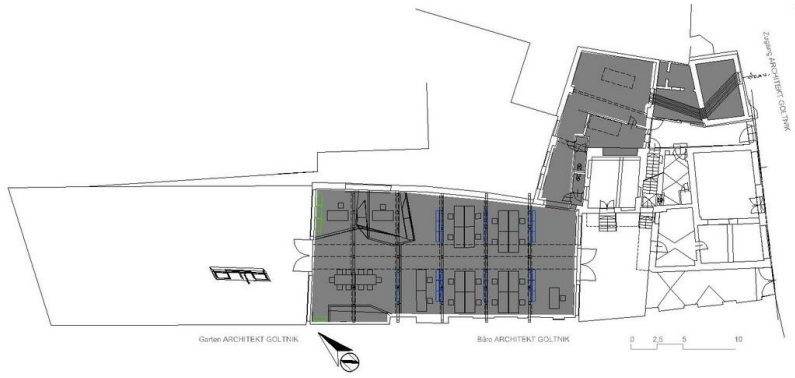 Zugang ARCHITEKT GOLTNIK
Garten ARCHITEKT GOLTNIK
Büro ARCHITEKT GOLTNIK
0 2,5 5 10